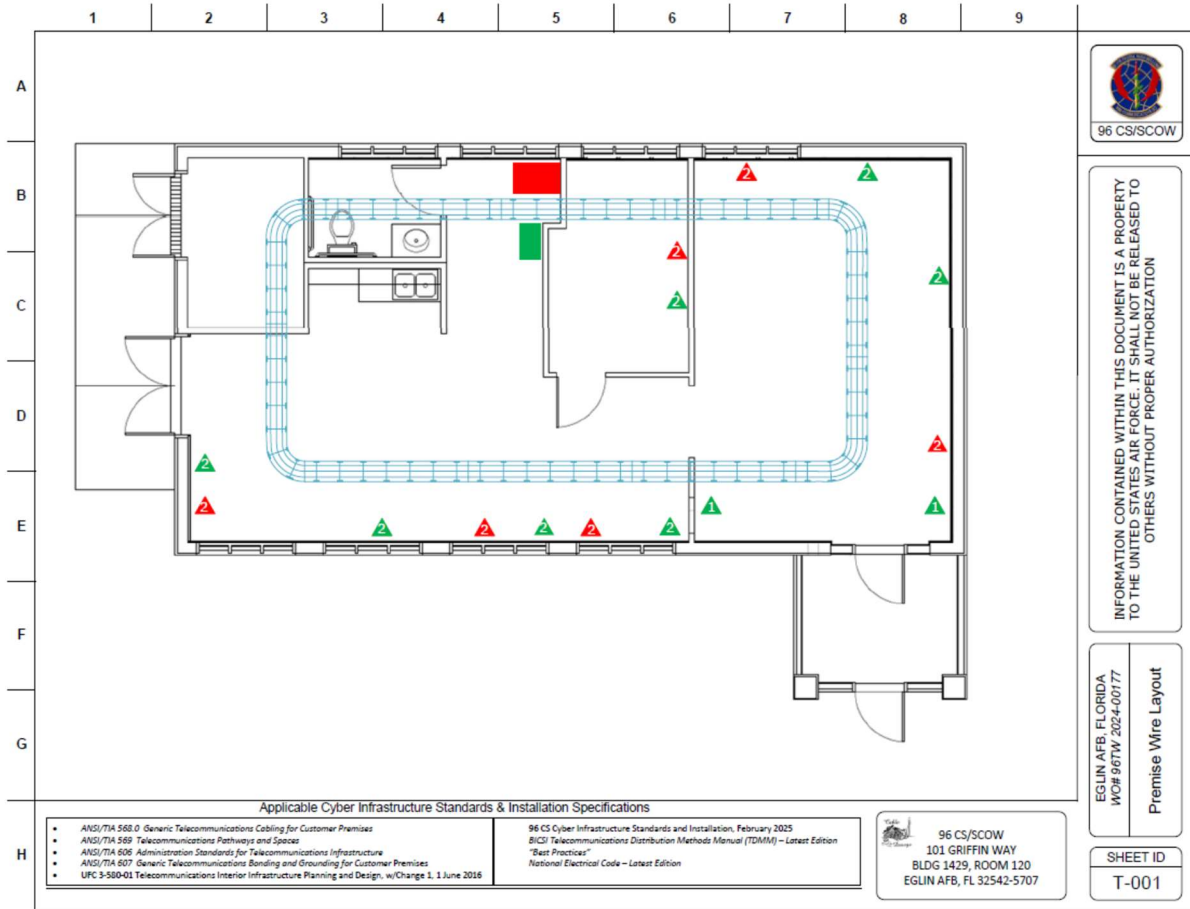 1 2 3 4 5 6 7 8 9
A
B
C
D
E
F
G
H
2
2
2
2
2
2
2
2
2
2
2
2
2
1
1
96 CS/SCOW
INFORMATION CONTAINED WITHIN THIS DOCUMENT IS A PROPERTY
TO THE UNITED STATES AIR FORCE. IT SHALL NOT BE RELEASED TO
OTHERS WITHOUT PROPER AUTHORIZATION
EGLIN AFB, FLORIDA
WO# 96TW 2024-00177
Premise Wire Layout
Applicable Cyber Infrastructure Standards & Installation Specifications
• ANSI/TIA 568.0 Generic Telecommunications Cabling for Customer Premises
• ANSI/TIA 569 Telecommunications Pathways and Spaces
• ANSI/TIA 606 Administration Standards for Telecommunications Infrastructure
• ANSI/TIA 607 Generic Telecommunications Bonding and Grounding for Customer Premises
• UFC 3-580-01 Telecommunications Interior Infrastructure Planning and Design, w/Change 1, 1 June 2016
96 CS Cyber Infrastructure Standards and Installation, February 2025
BICSI Telecommunications Distribution Methods Manual (TDMM) – Latest Edition
"Best Practices"
National Electrical Code – Latest Edition
96 CS/SCOW
101 GRIFFIN WAY
BLDG 1429, ROOM 120
EGLIN AFB, FL 32542-5707
SHEET ID
T-001